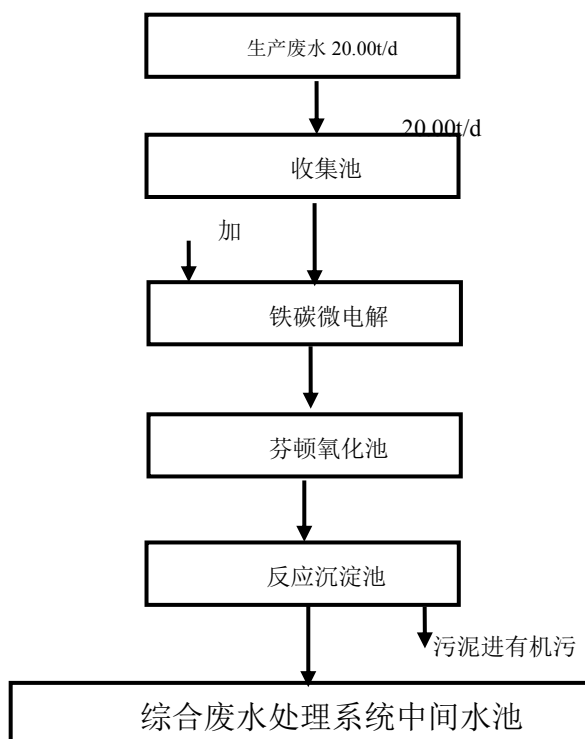 生产废水 20.00t/d
20.00t/d
收集池
加
铁碳微电解
芬顿氧化池
反应沉淀池
污泥进有机污
综合废水处理系统中间水池